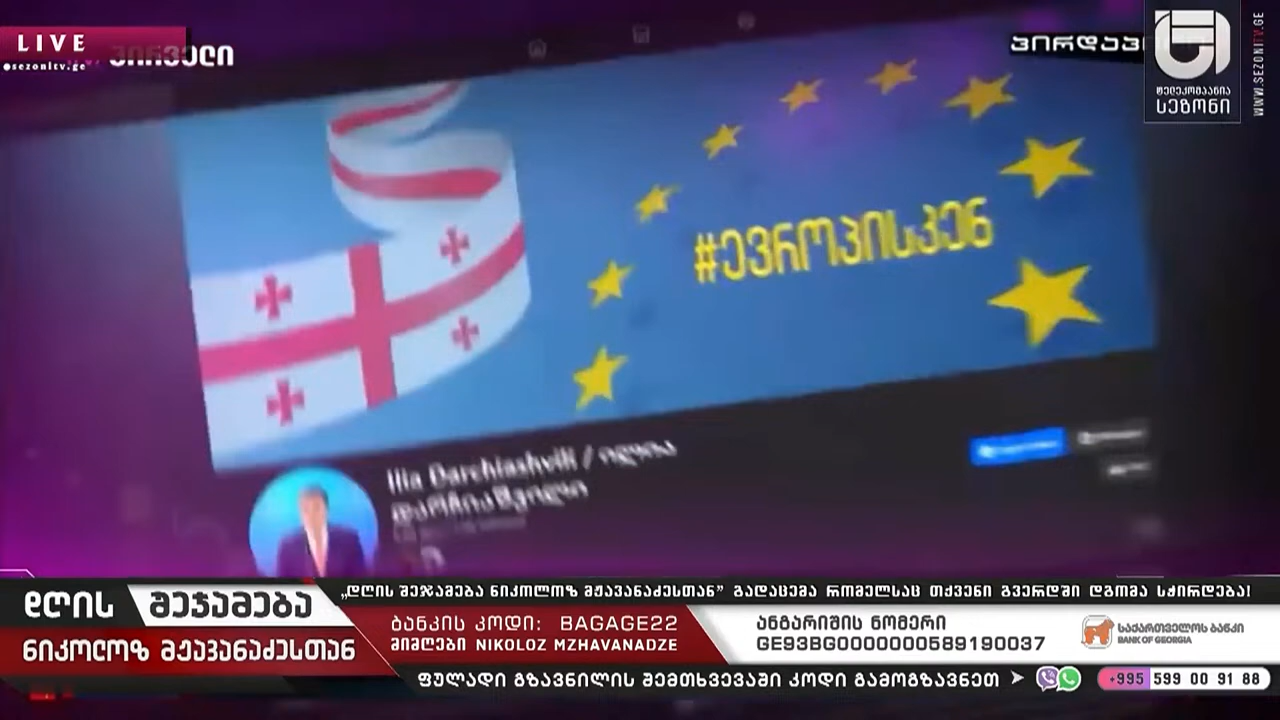 LIVE
sezonitv.ge
პირველი
ᲢᲔᲚᲔᲙᲝᲛᲞᲐᲜᲘᲐ
ᲡᲔᲖᲝᲜᲘ
WWW.SEZONITV.GE
#ევროპისკენ
Ilia Darchiashvili / ილია
დარჩიაშვილი
დღის შეჯამება
ნიკოლოზ მჟავანაძესთან
„დღის შეჯამება ნიკოლოზ მჟავანაძესთან” გადაცემა რომელსაც თქვენი გვერდში დგომა სჭირდება!
ბანკის კოდი: BAGAGE22
მიმღები NIKOLOZ MZHAVANADZE
ანგარიშის ნომერი
GE93BG0000000589190037
საქართველოს ბანკი
BANK OF GEORGIA
ფულადი გზავნილის შემთხვევაში კოდი გამოგზავნეთ
+995 599 00 91 88